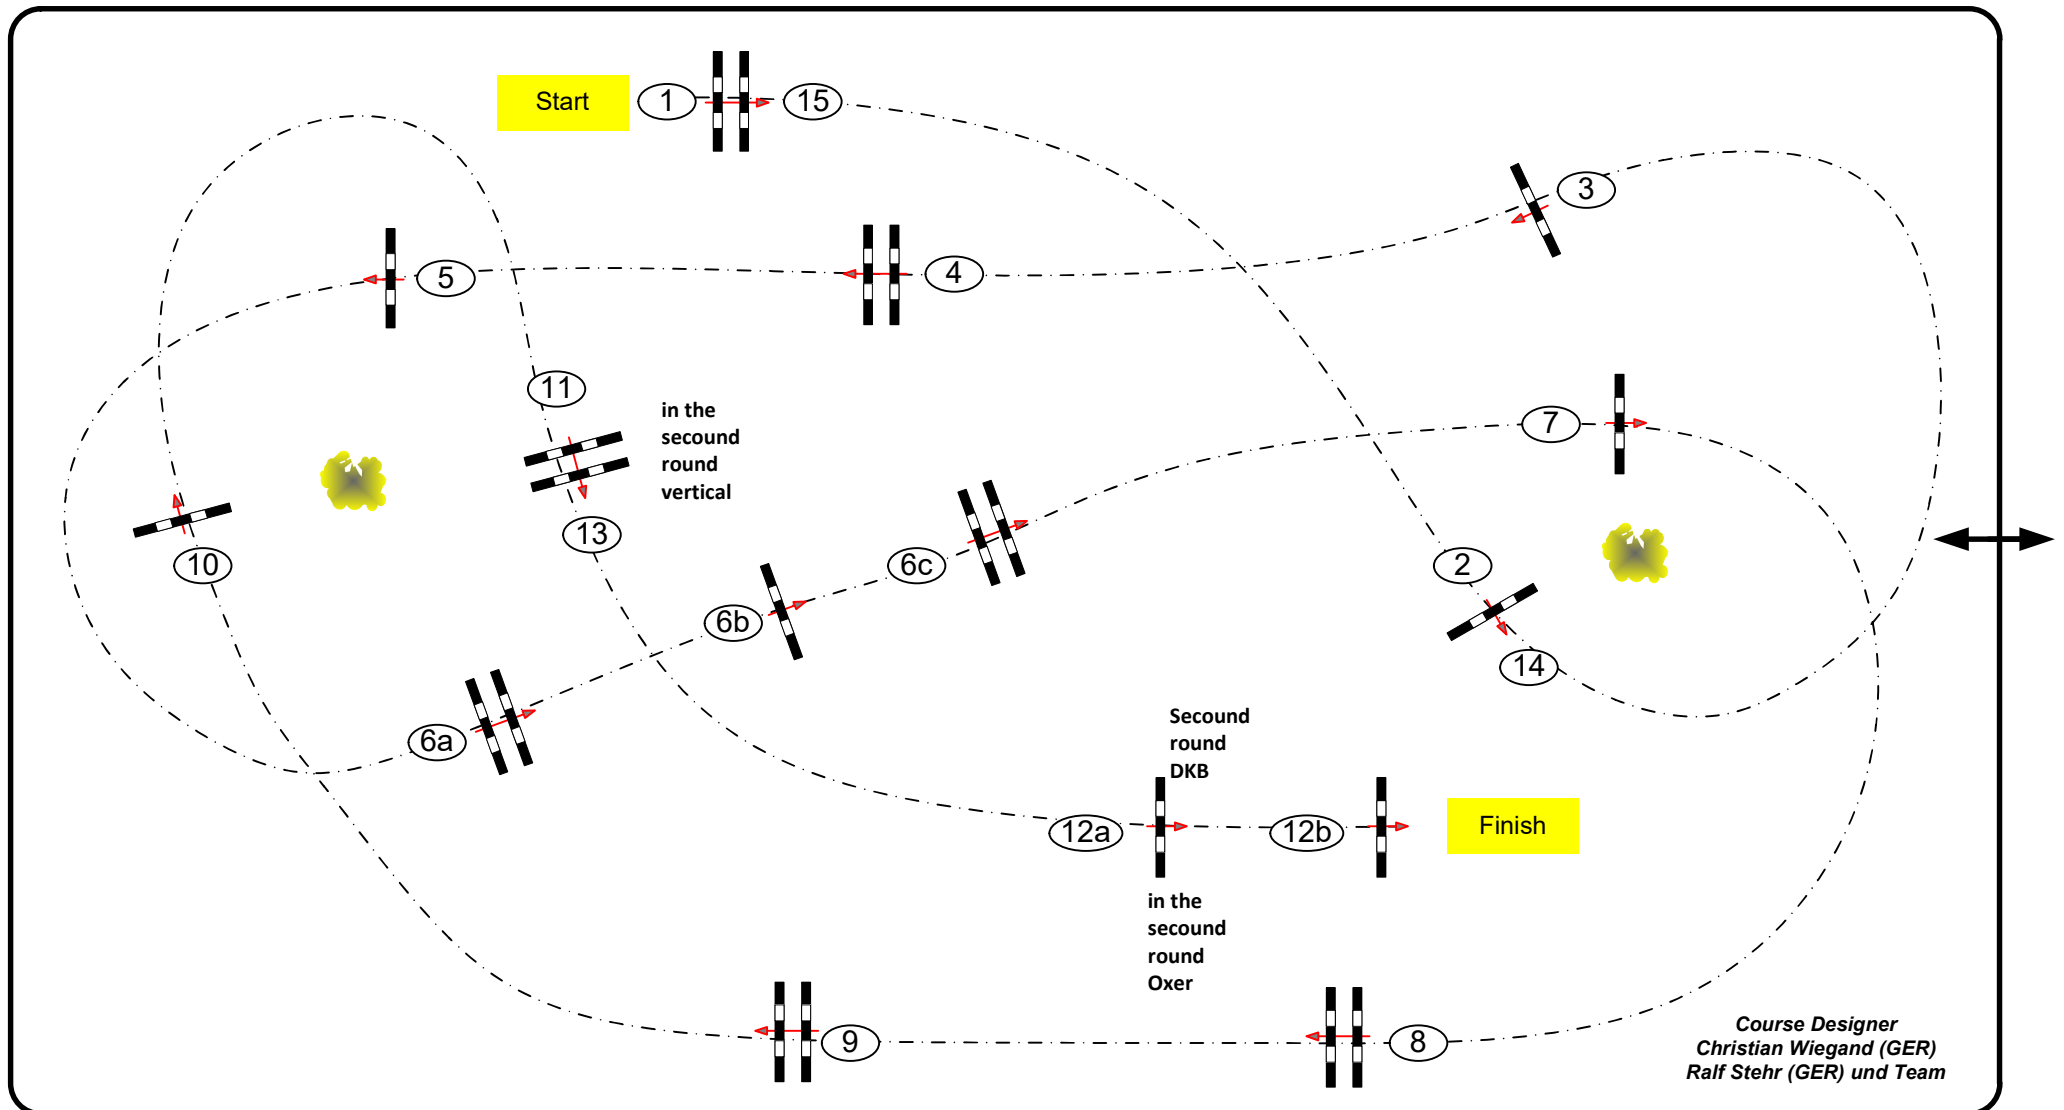 Start
1
15
3
5
4
11
in the
secound
round
vertical
7
13
10
6c
2
6b
14
6a
Secound
round
DKB
12a
12b
Finish
in the
secound
round
Oxer
9
8
Course Designer
Christian Wiegand (GER)
Ralf Stehr (GER) und Team